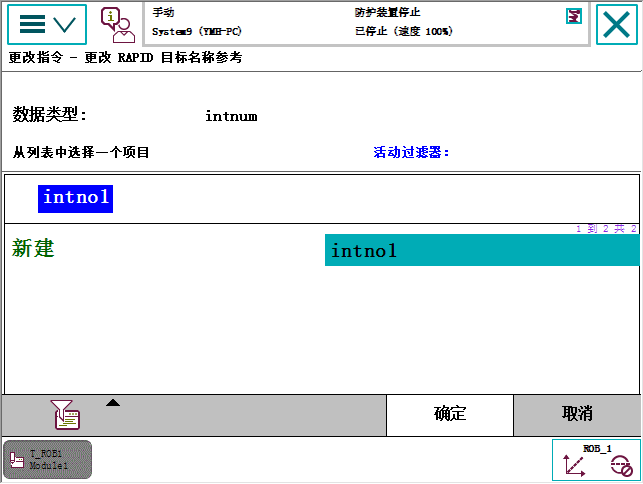 手动
防护装置停止
System9 (YMH-PC)
已停止 (速度 100%)
更改指令 - 更改 RAPID 目标名称参考
数据类型:
intnum
从列表中选择一个项目
活动过滤器:
intno1
1 到 2 共 2
新建
intno1
确定
取消
T_ROB1
Module1
ROB_1